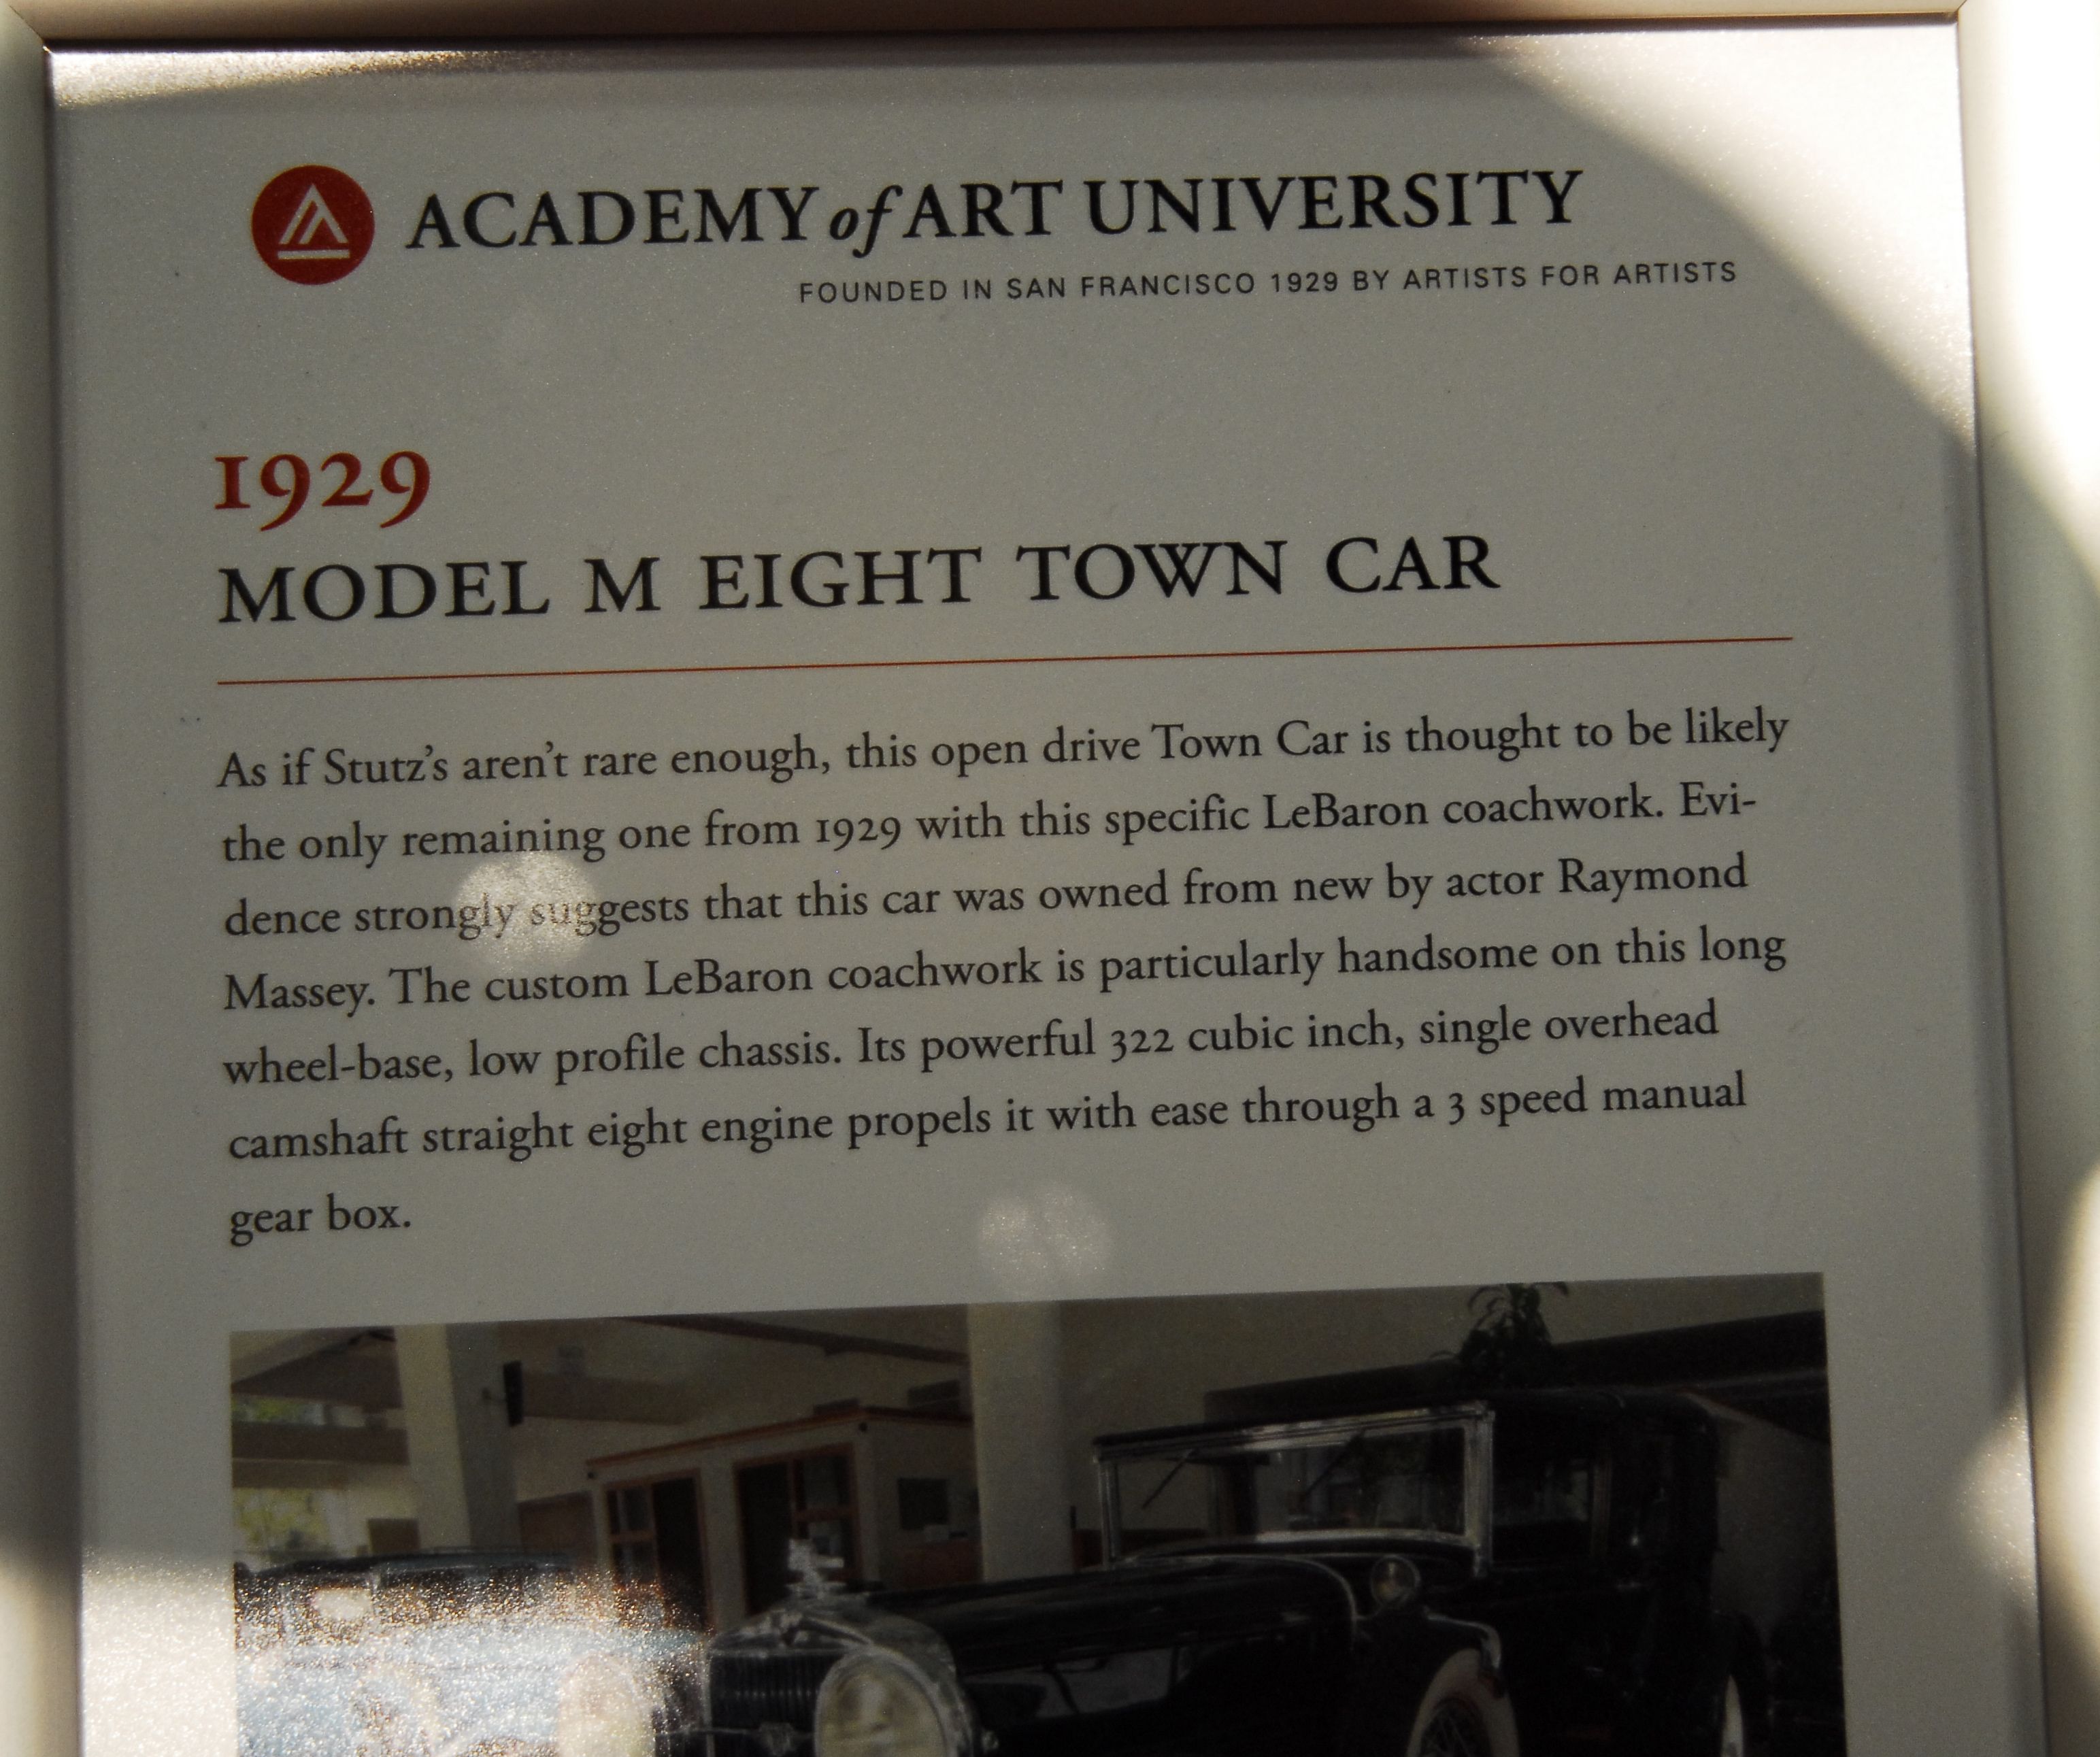 ACADEMY of ART UNIVERSITY
FOUNDED IN SAN FRANCISCO 1929 BY ARTISTS FOR ARTISTS
1929
MODEL M EIGHT TOWN CAR
As if Stutz’s aren’t rare enough, this open drive Town Car is thought to be likely
the only remaining one from 1929 with this specific LeBaron coachwork. Evi-
dence strongly suggests that this car was owned from new by actor Raymond
Massey. The custom LeBaron coachwork is particularly handsome on this long
wheel-base, low profile chassis. Its powerful 322 cubic inch, single overhead
camshaft straight eight engine propels it with ease through a 3 speed manual
gear box.